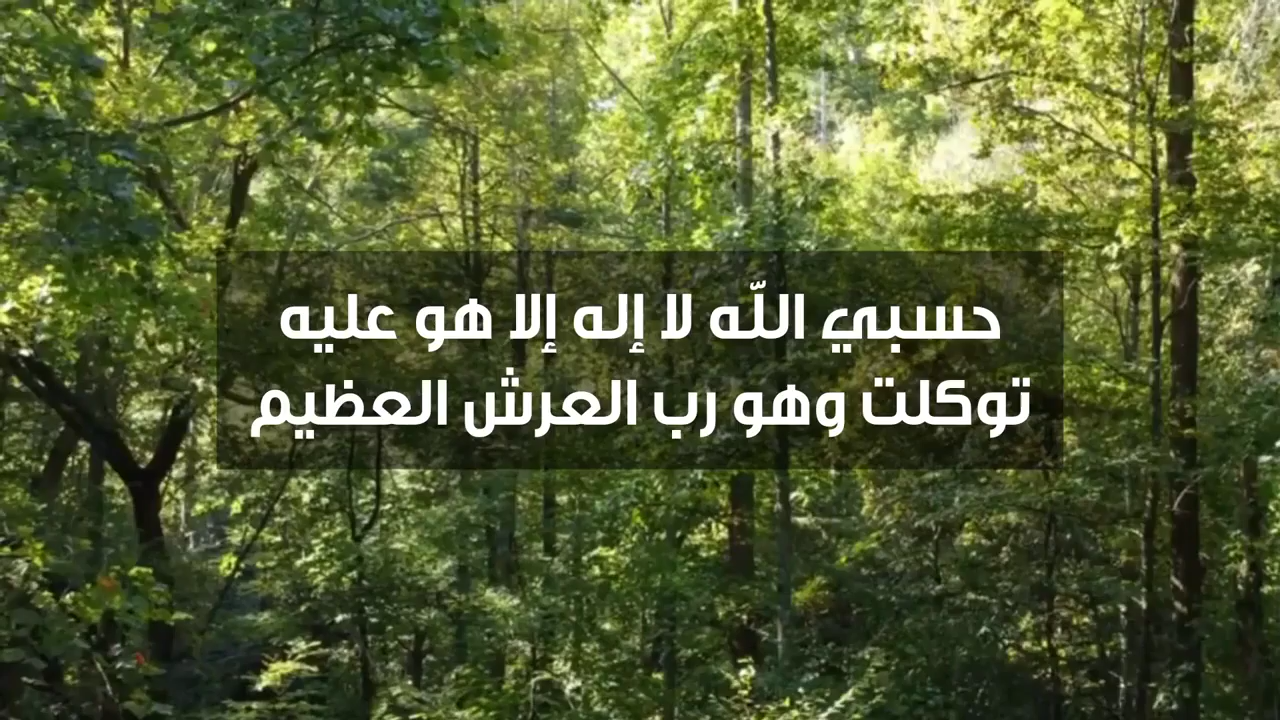 حسبي اللّه لا إله إلا هو عليه
توكلت وهو رب العرش العظيم